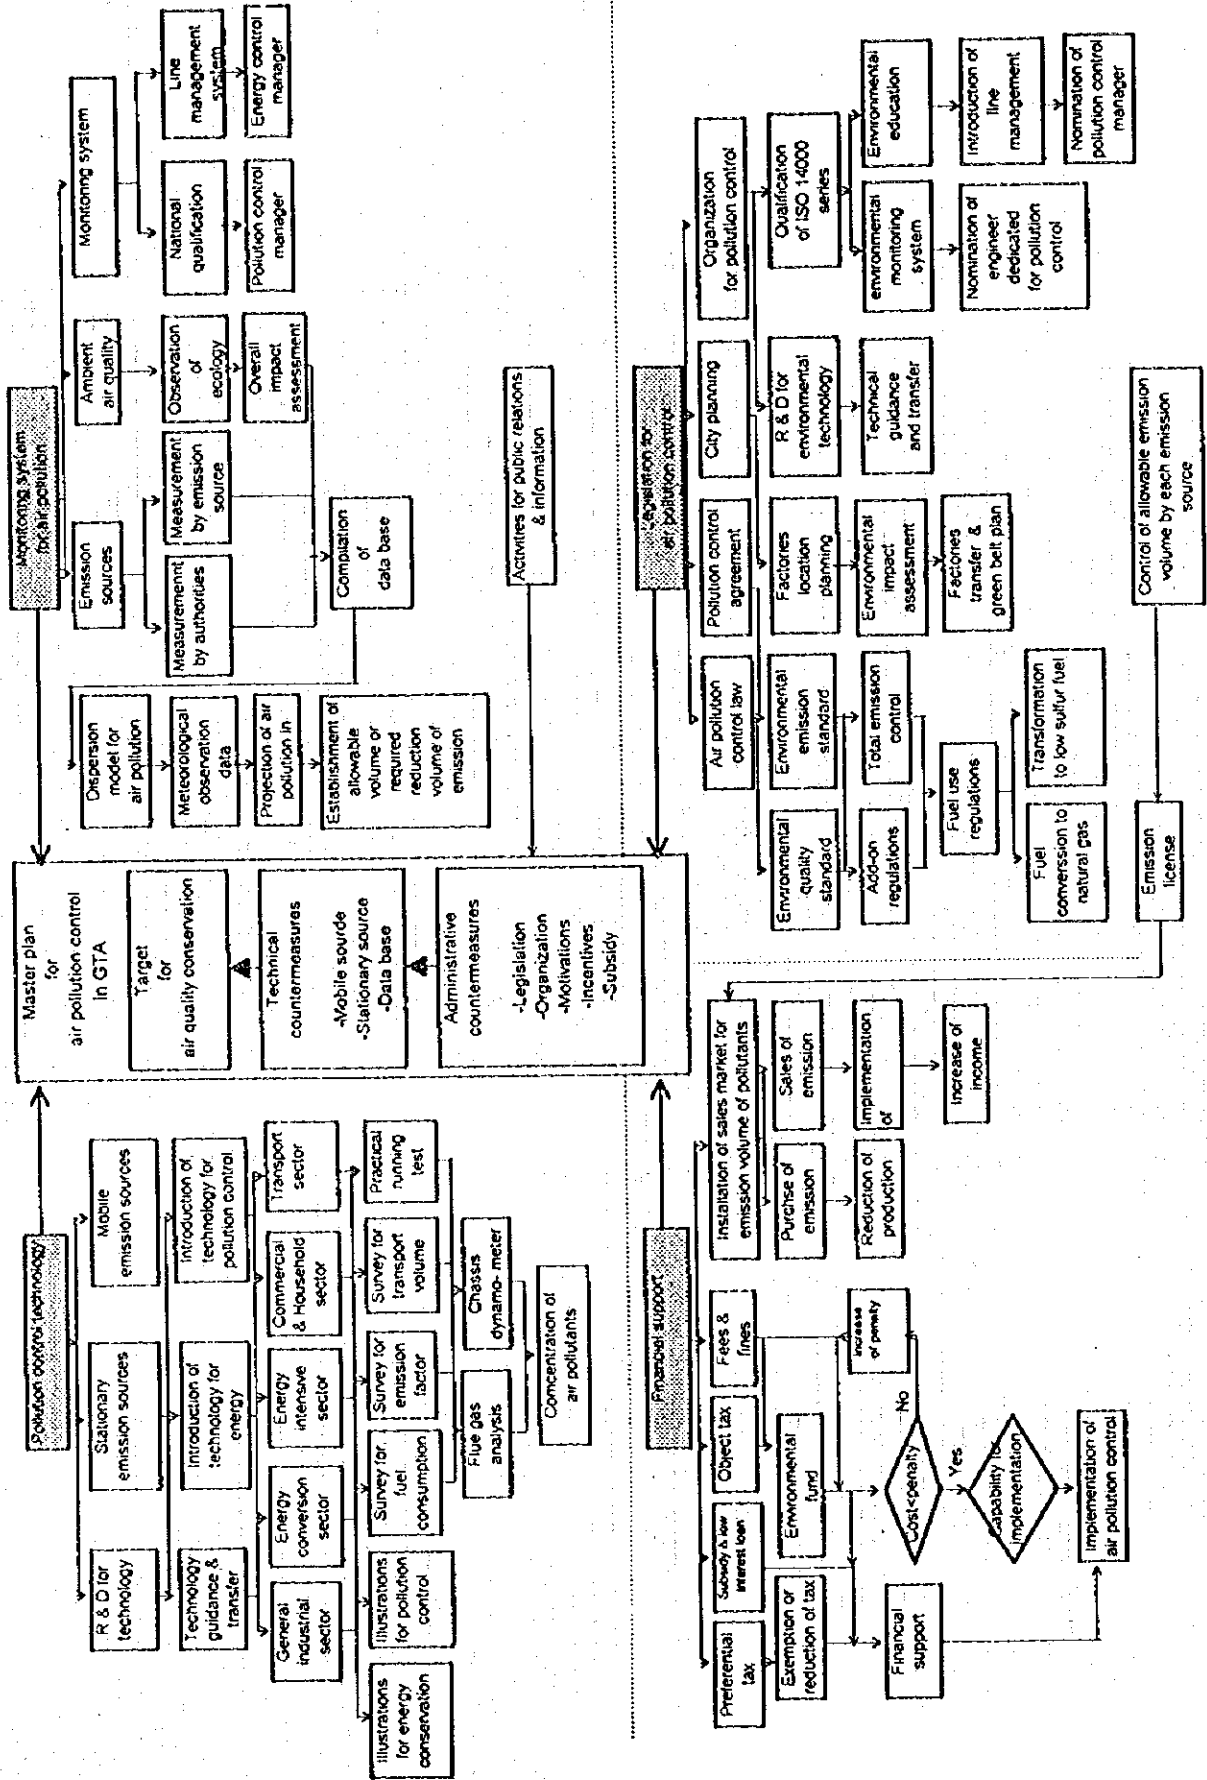 Pollution control technology
R & D for
technology
Stationary
emission sources
Mobile
emission sources
Technology
guidance &
transfer
Introduction of
technology for
energy
Introduction of
technology for
pollution control
General
industrial
sector
Energy
conversion
sector
Energy
intensive
sector
Commercial
& Household
sector
Transport
sector
Illustrations
for energy
conservation
Illustrations
for pollution
control
Survey for
fuel
consumption
Survey for
emission
factor
Survey for
transport
volume
Practical
running
test
Flue gas
analysis
Chassis
dynamo- meter
Comcentration of
air pollutants
Master plan
for
air pollution control
In GTA
Target
for
air quality conservation
Technical
countermeasures
-Mobile source
-Stationary source
-Data base
Administrative
countermeasures
-Legislation
-Organization
-Motivations
-Incentives
-Subsidy
Monitoring system
for air pollution
Emission
sources
Ambient
air quality
Monitoring system
Measuremennt
by authorities
Measurement
by emission
source
Observation
of
ecology
National
qualification
Line
management
system
Overall
impact
assessment
Pollution control
manager
Energy control
manager
Compilation
of
data base
Dispersion
model for
air pollution
Meteorological
observation
data
Projection of air
pollution in
Establishment of
allowable
volume or
required
reduction
volume of
emission
Activities for public relations
& information
Financial support
Preferential
tax
Subsidy & low
interest loan
Object tax
Fees &
fines
Installation of sales market for
emission volume of pollutants
Exemption or
reduction of tax
Environmental
fund
Purchse of
emission
Sales of
emission
Increase
of penalty
Reduction of
production
Implementation
of
Financial
support
Cost<penalty
No
Yes
Increase of
income
Capability for
implementation
Implementation of
air pollution control
Legislation for
air pollution control
Air pollution
control law
Pollution control
agreement
City planning
Organization
for pollution control
Environmental
quality
standard
Environmental
emission
standard
Factories
location
planning
R & D for
environmental
technology
Qualification
of ISO 14000
series
Add-on
regulations
Total emission
control
Environmental
impact
assessment
Technical
guidance
and transfer
environmental
monitoring
system
Environmental
education
Fuel use
regulations
Factories
transfer &
green belt plan
Nomination of
engineer
dedicated
for pollution
control
Introduction of
line
management
Fuel
converssion to
natural gas
Transformation
to low sulfur fuel
Nomination of
pollution control
manager
Emission
license
Control of allowable emission
volume by each emission
source